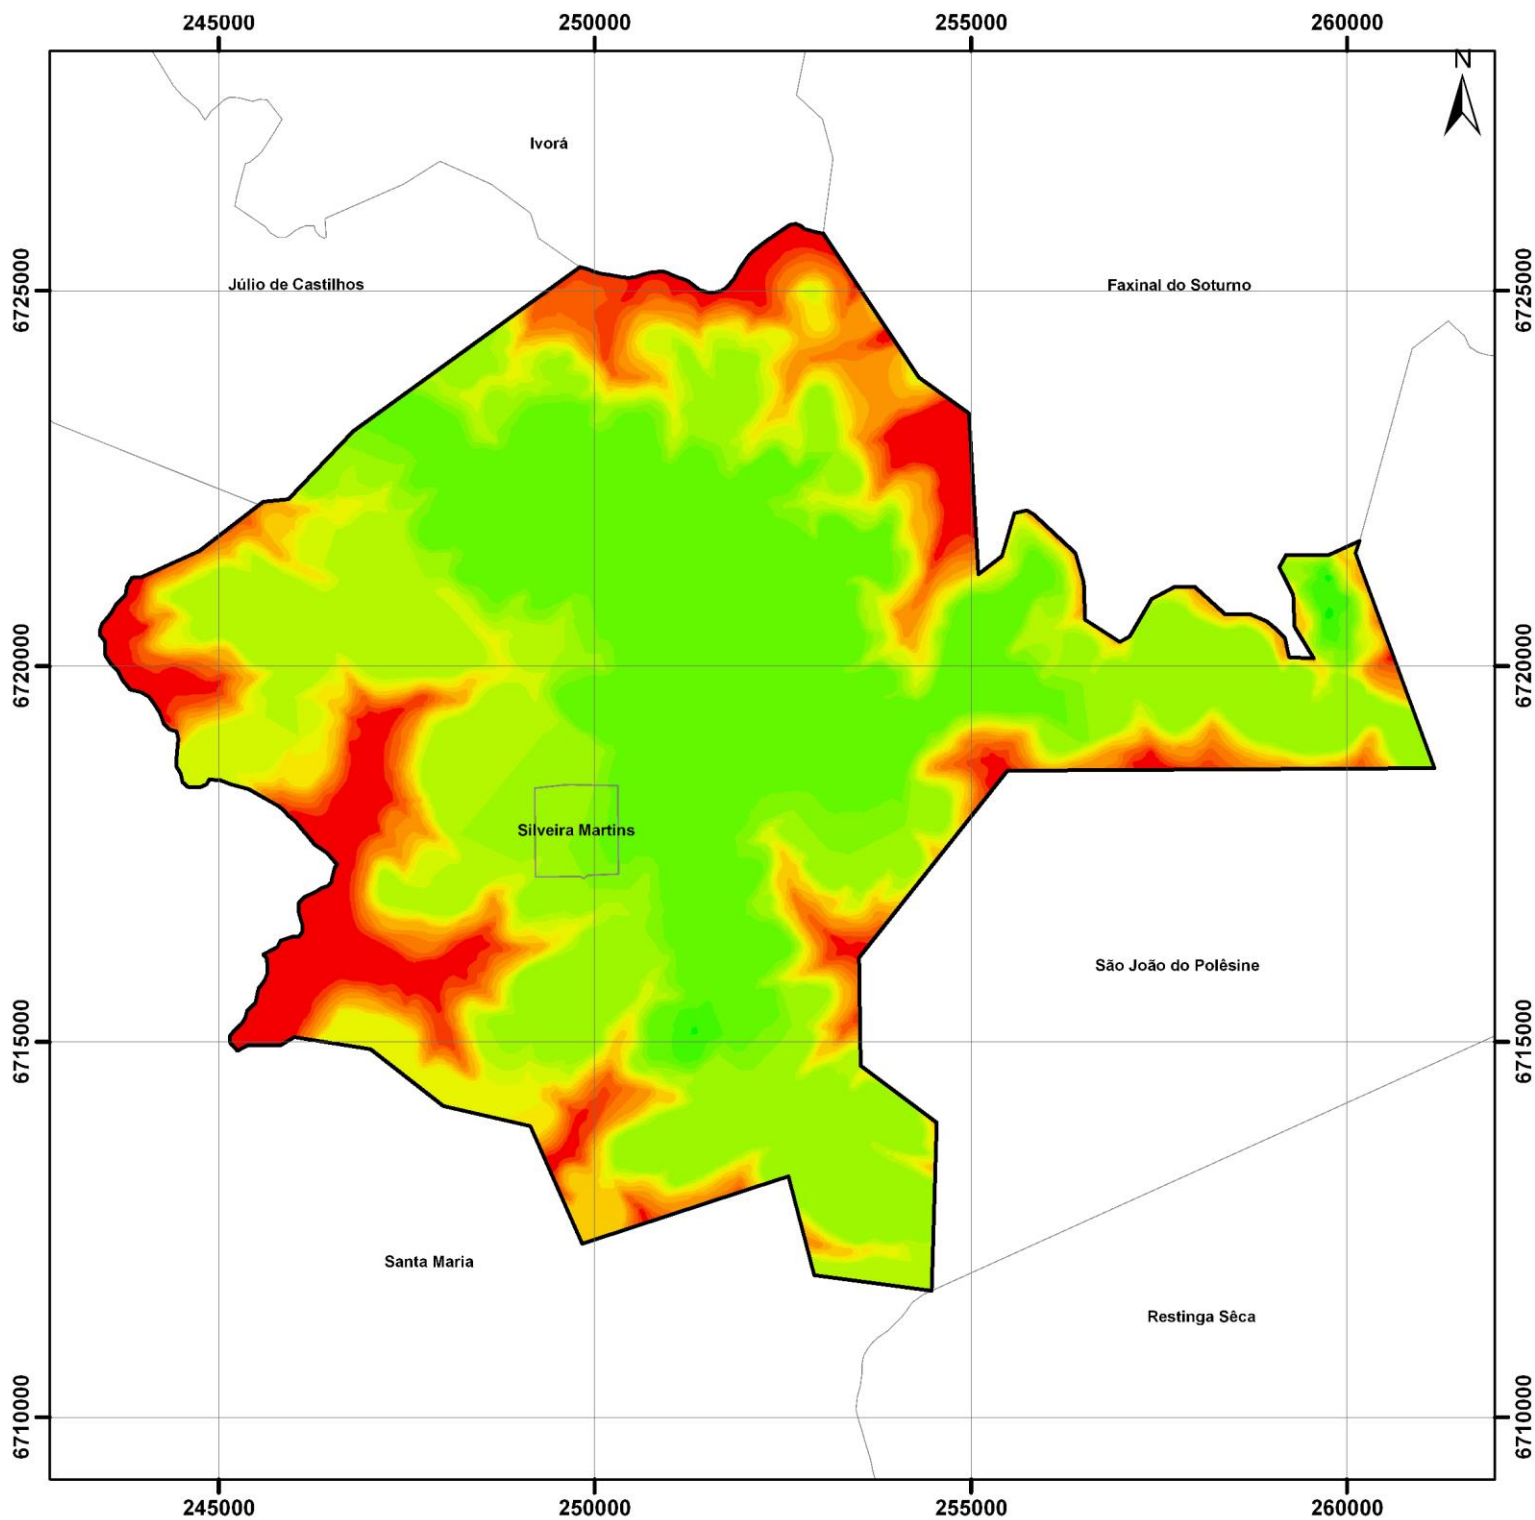 245000
250000
255000
260000
N
Ivorá
Júlio de Castilhos
Faxinal do Soturno
6725000
6725000
6720000
6720000
Silveira Martins
São João do Polêsine
6715000
6715000
Santa Maria
Restinga Sêca
6710000
6710000
245000
250000
255000
260000